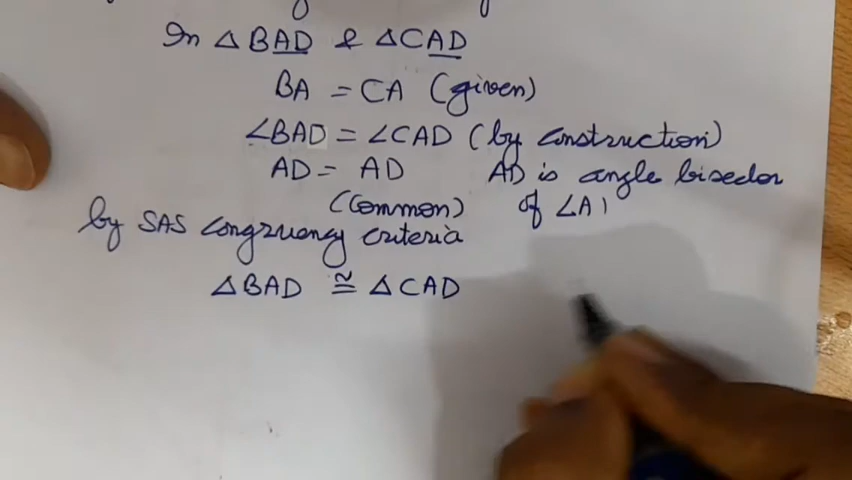 In △BAD & △CAD
BA = CA (given)
∠BAD = ∠CAD (by construction)
AD = AD AD is angle bisector
(Common) of ∠A)
by SAS congruency criteria
△BAD ≅ △CAD